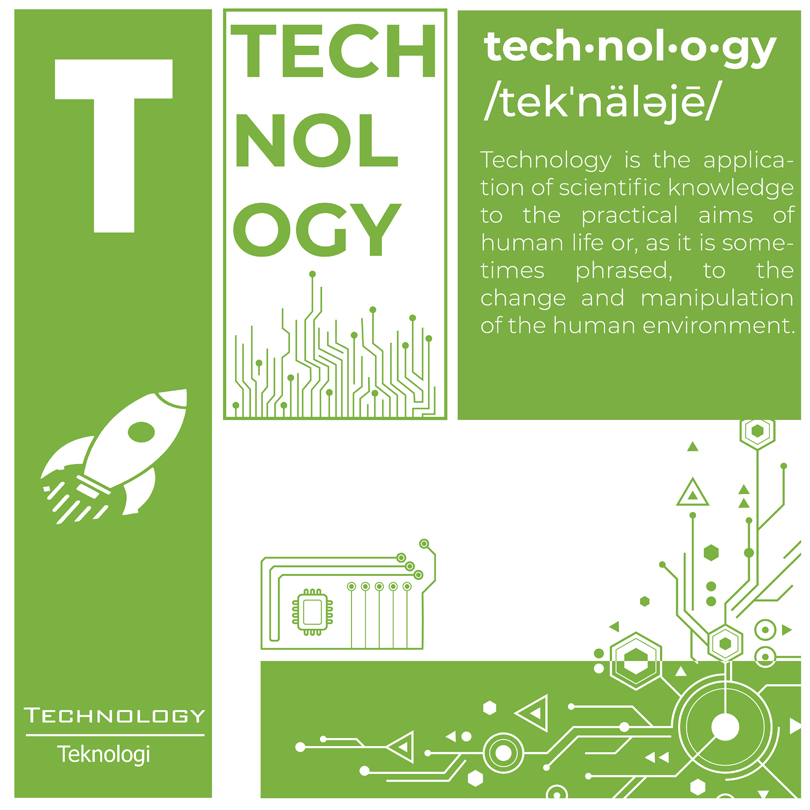 T
TECHNOLOGY
Teknologi
TECH
NOL
OGY
tech•nol•o•gy
/tek'näləjē/
Technology is the applica-
tion of scientific knowledge
to the practical aims of
human life or, as it is some-
times phrased, to the
change and manipulation
of the human environment.